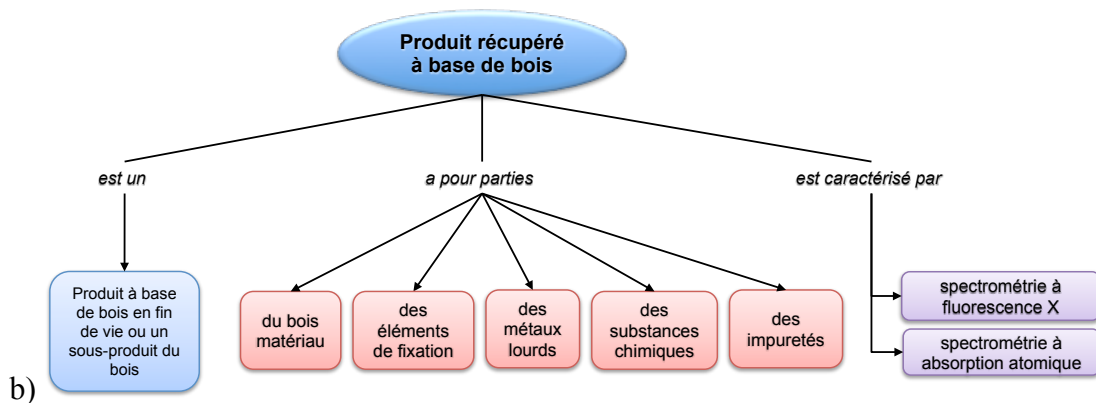 Produit récupéré
à base de bois
est un
a pour parties
est caractérisé par
Produit à base
de bois en fin
de vie ou un
sous-produit du
bois
du bois
matériau
des
éléments
de fixation
des
métaux
lourds
des
substances
chimiques
des
impuretés
spectrométrie à
fluorescence X
spectrométrie à
absorption atomique
b)